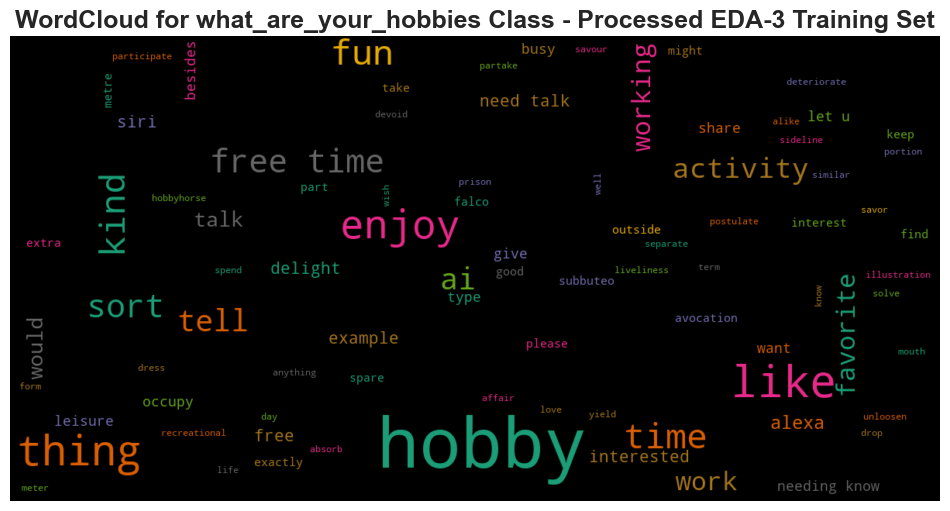 WordCloud for what_are_your_hobbies Class - Processed EDA-3 Training Set
participate
besides
fun
busy
savour
might
metre
take
partake
working
deteriorate
siri
devoid
need talk
share
alike
let u
keep
sideline
portion
free time
activity
similar
kind
hobbyhorse
part
wish
prison
well
falco
talk
enjoy
outside
postulate
interest
savor
find
extra
separate
give
spend
delight
ai
good
subbuteo
liveliness
term
illustration
type
know
favorite
solve
sort
tell
avocation
would
example
please
want
mouth
dress
anything
spare
form
like
occupy
affair
leisure
day
love
yield
alexa
unloosen
recreational
free
hobby
time
drop
thing
absorb
exactly
life
interested
meter
work
needing know